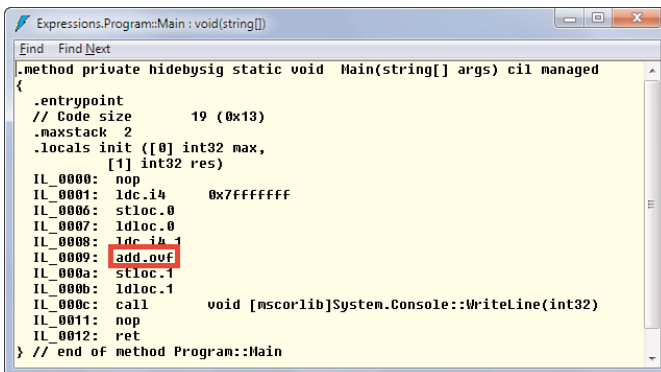 Expressions.Program::Main : void(string[])
Find Find Next
.method private hidebysig static void  Main(string[] args) cil managed
{
  .entrypoint
  // Code size       19 (0x13)
  .maxstack  2
  .locals init ([0] int32 max,
           [1] int32 res)
  IL_0000:  nop
  IL_0001:  ldc.i4     0x7fffffff
  IL_0006:  stloc.0
  IL_0007:  ldloc.0
  IL_0008:  ldc.i4.1
  IL_0009:  add.ovf
  IL_000a:  stloc.1
  IL_000b:  ldloc.1
  IL_000c:  call       void [mscorlib]System.Console::WriteLine(int32)
  IL_0011:  nop
  IL_0012:  ret
} // end of method Program::Main